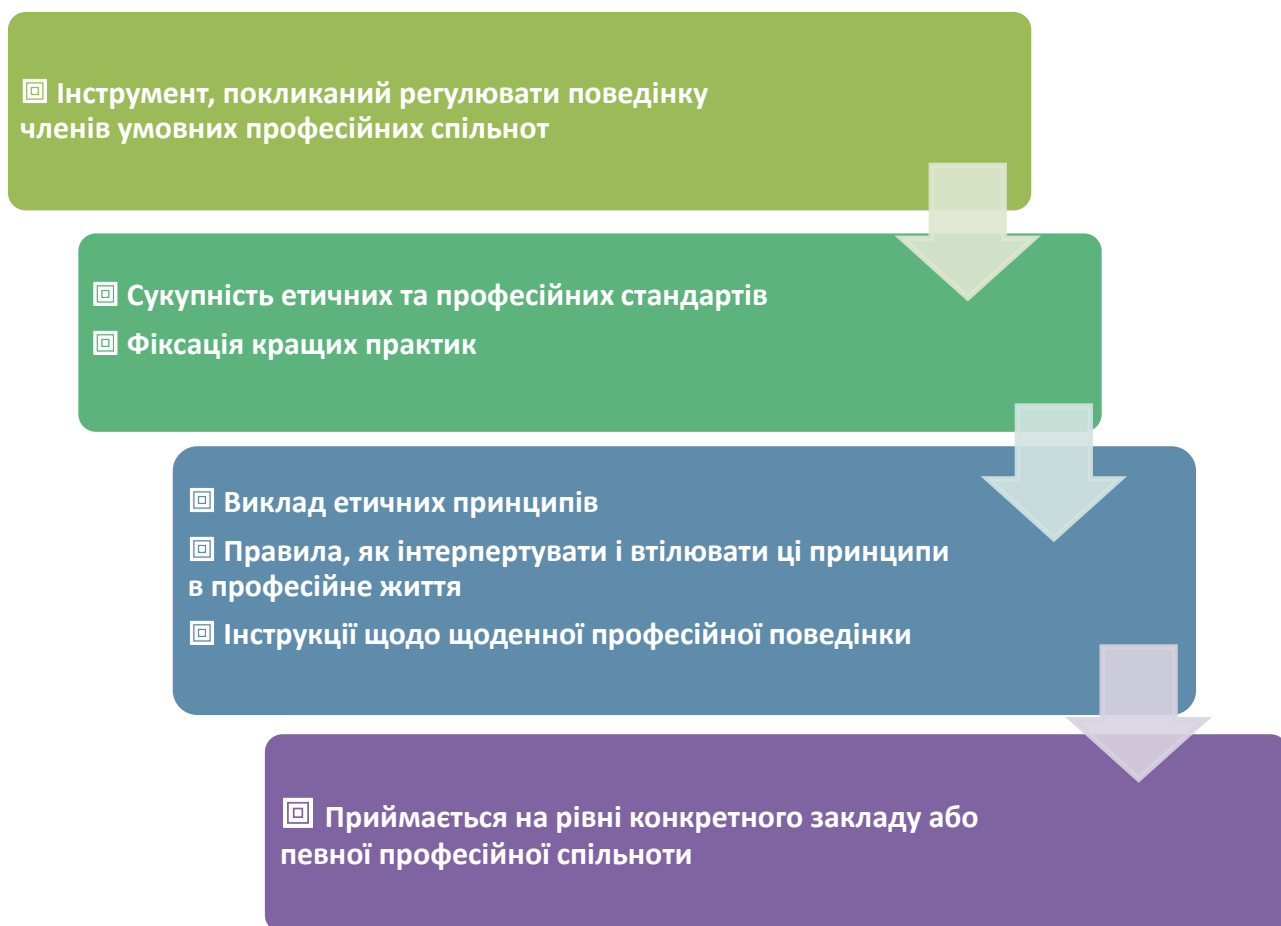 ▣ Інструмент, покликаний регулювати поведінку
членів умовних професійних спільнот
▣ Сукупність етичних та професійних стандартів
▣ Фіксація кращих практик
▣ Виклад етичних принципів
▣ Правила, як інтерпертувати і втілювати ці принципи
в професійне життя
▣ Інструкції щодо щоденної професійної поведінки
▣ Приймається на рівні конкретного закладу або
певної професійної спільноти